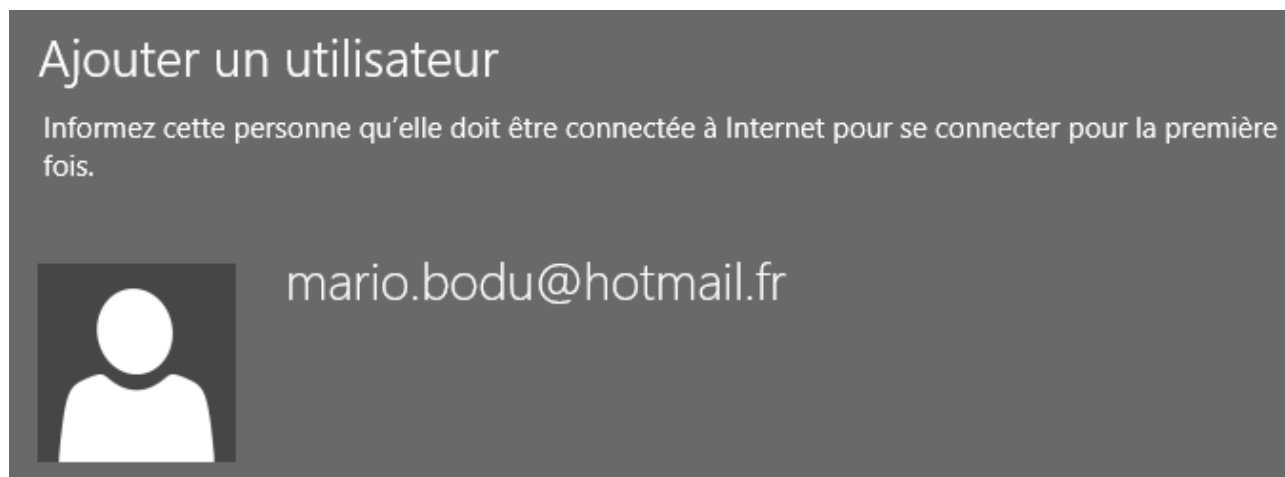 Ajouter un utilisateur
Informez cette personne qu’elle doit être connectée à Internet pour se connecter pour la première
fois.
mario.bodu@hotmail.fr